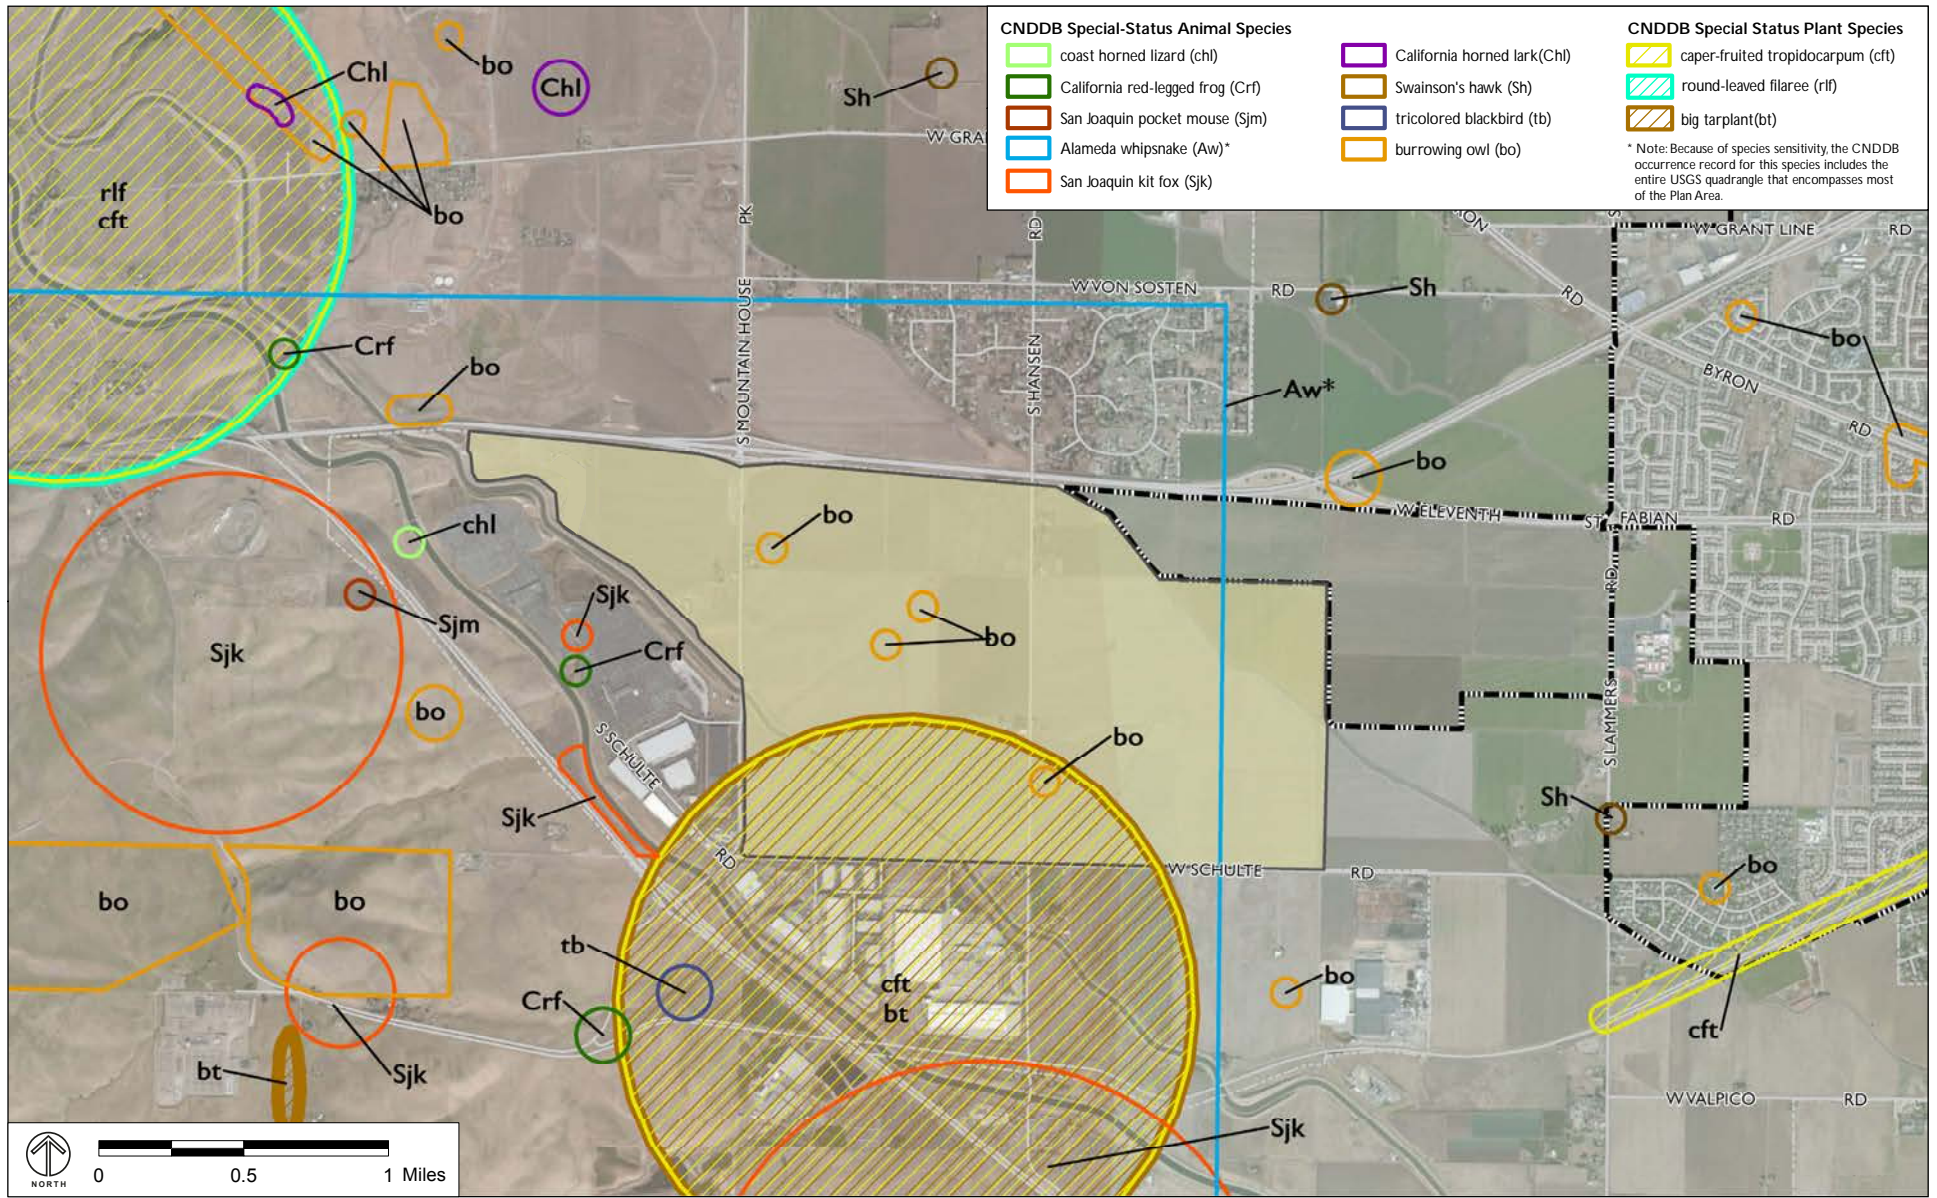 CNDDB Special-Status Animal Species
coast horned lizard (chl)
California red-legged frog (Crf)
San Joaquin pocket mouse (Sjm)
Alameda whipsnake (Aw)*
San Joaquin kit fox (Sjk)
California horned lark(Chl)
Swainson's hawk (Sh)
tricolored blackbird (tb)
burrowing owl (bo)
CNDDB Special Status Plant Species
caper-fruited tropidocarpum (cft)
round-leaved filaree (rlf)
big tarplant(bt)
* Note: Because of species sensitivity, the CNDDB
occurrence record for this species includes the
entire USGS quadrangle that encompasses most
of the Plan Area.
bo
Chl
Chl
Sh
W GRA
rlf
cft
bo
S MOUNTAIN HOUSE PK
S HANSEN RD
W GRANT LINE RD
W VON SOSTEN RD
Sh
RD
bo
Crf
bo
Aw*
BYRON RD
bo
W ELEVENTH ST
FABIAN RD
chl
bo
Sjk
Sjm
bo
Crf
Sjk
S LAMMERS RD
bo
S SCHULTE RD
bo
Sjk
Sh
W SCHULTE RD
bo
bo
bo
tb
cft
bt
bo
Crf
cft
bt
Sjk
W VALPICO RD
Sjk
NORTH
0 0.5 1 Miles